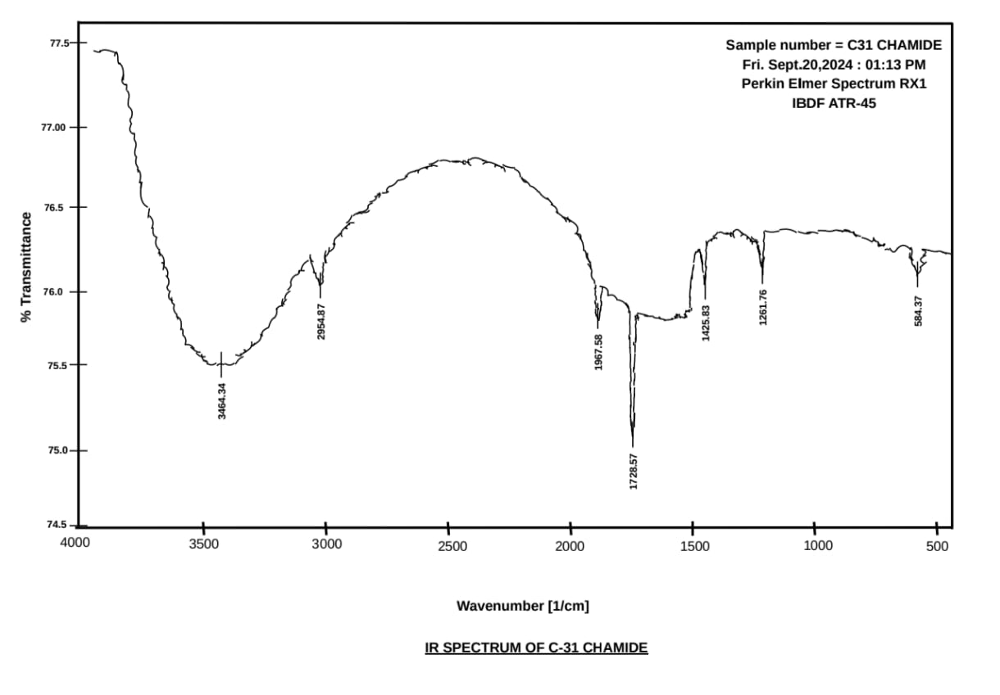 Sample number = C31 CHAMIDE
Fri. Sept.20,2024 : 01:13 PM
Perkin Elmer Spectrum RX1
IBDF ATR-45
77.5
77.00
76.5
76.0
75.5
75.0
74.5
% Transmittance
3464.34
2954.87
1967.58
1728.57
1425.83
1261.76
584.37
4000 3500 3000 2500 2000 1500 1000 500
Wavenumber [1/cm]
IR SPECTRUM OF C-31 CHAMIDE